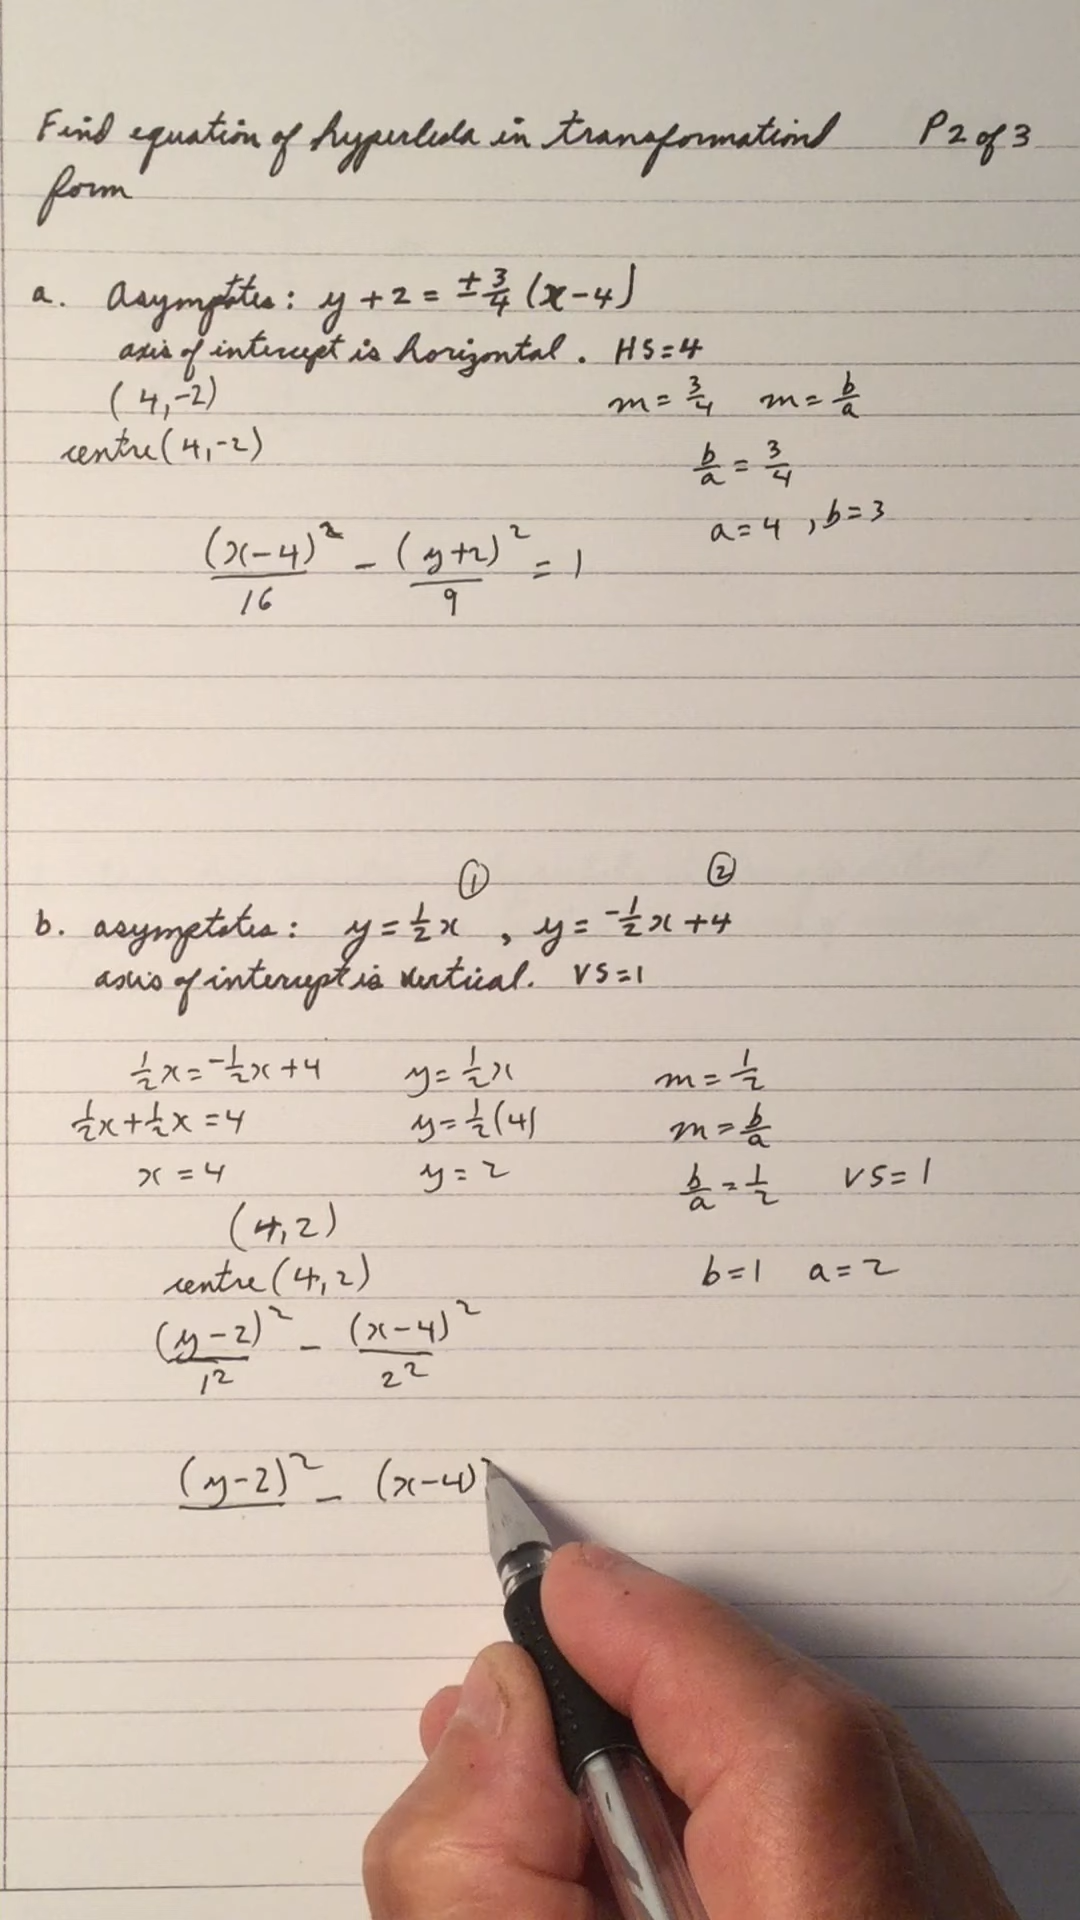 Find equation of hyperbola in transformational P2 of 3
form
a. Asymptotes: y + 2 = ± 3/4 (x - 4)
axis of intercept is horizontal. HS = 4
(4, -2) m = 3/4 m = b/a
centre (4, -2) b/a = 3/4
a = 4, b = 3
(x - 4)²/16 - (y + 2)²/9 = 1
① ②
b. asymptotes: y = 1/2 x, y = -1/2 x + 4
axis of intercept is vertical. VS = 1
1/2 x = -1/2 x + 4 y = 1/2 x m = 1/2
1/2 x + 1/2 x = 4 y = 1/2 (4) m = b/a
x = 4 y = 2 b/a = 1/2 VS = 1
(4, 2)
centre (4, 2) b = 1 a = 2
(y - 2)²/1² - (x - 4)²/2²
(y - 2)² - (x - 4)²